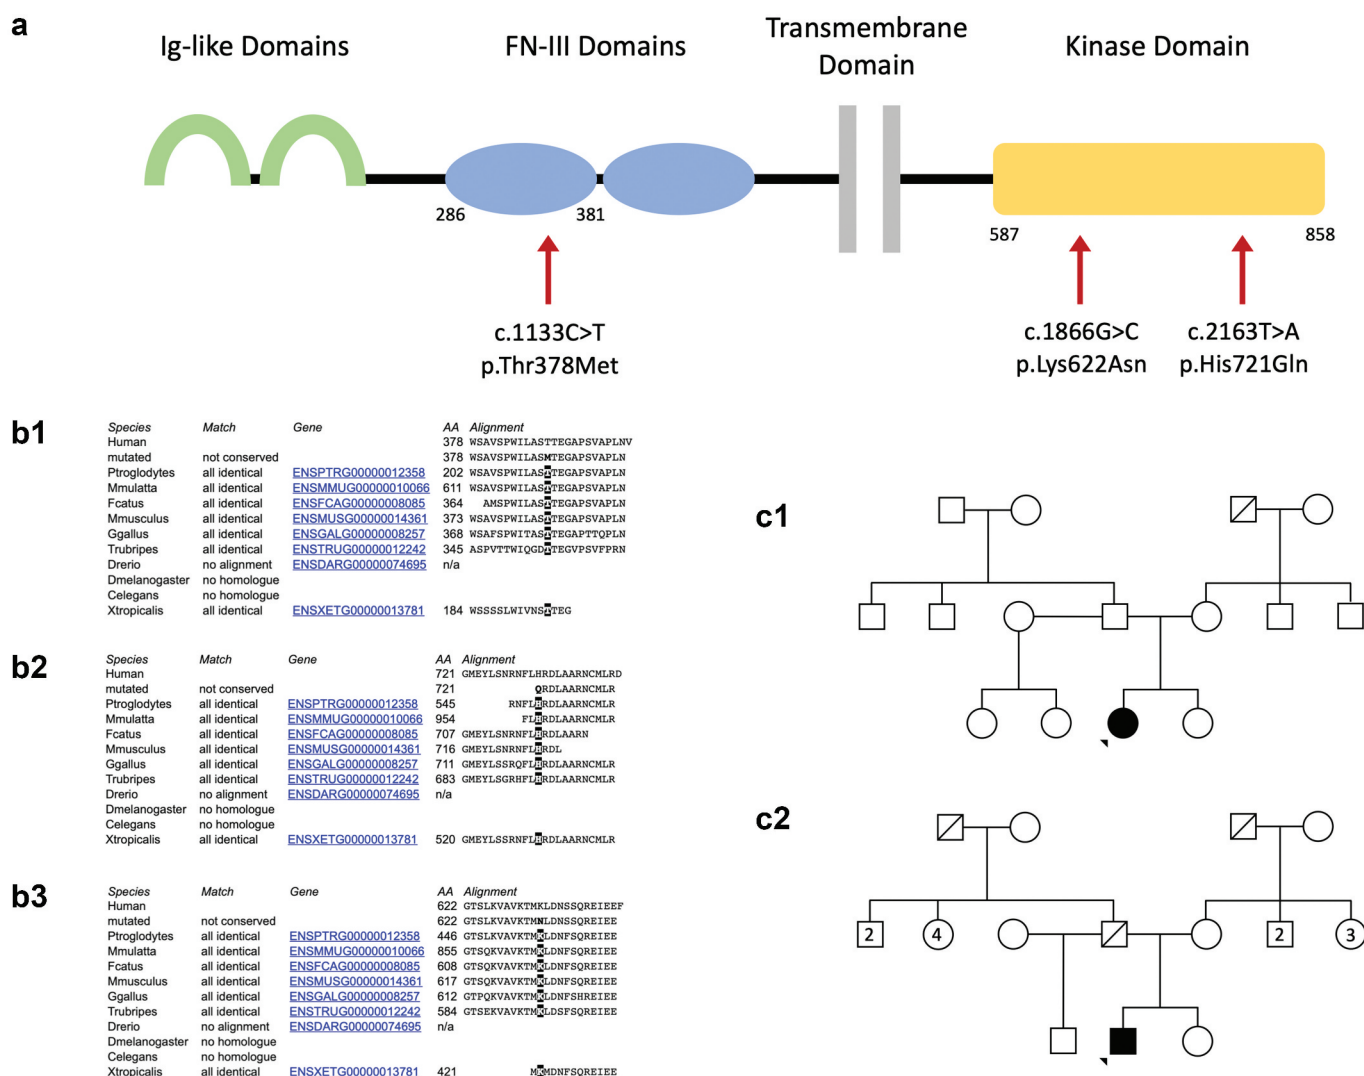 a
Ig-like Domains
FN-III Domains
Transmembrane
Domain
Kinase Domain
286
381
587
858
c.1133C>T
p.Thr378Met
c.1866G>C
p.Lys622Asn
c.2163T>A
p.His721Gln
b1
Species Match Gene AA Alignment
Human 378 WSAVSPWILASTTEGAPSVAPLNV
mutated not conserved 378 WSAVSPWILASMTEGAPSVAPLN
Ptroglodytes all identical ENSPTRG00000012358 202 WSAVSPWILASTTEGAPSVAPLN
Mmulatta all identical ENSMMUG00000010066 611 WSAVSPWILASTTEGAPSVAPLN
Fcatus all identical ENSFCAG00000008085 364 AMSPWILASTTEGAPSVAPLN
Mmusculus all identical ENSMUSG00000014361 373 WSAVSPWILASTTEGAPSVAPLN
Ggallus all identical ENSGALG00000008257 368 WSAFSPWITASTTEGAPTTQPLN
Trubripes all identical ENSTRUG00000012242 345 ASPVTTWIQGDTTEGVPSVFPRN
Drerio no alignment ENSDARG00000074695 n/a
Dmelanogaster no homologue
Celegans no homologue
Xtropicalis all identical ENSXETG00000013781 184 WSSSSLWIVNSTTEG
b2
Species Match Gene AA Alignment
Human 721 GMEYLSNRNFLHRDLAARNCMLRD
mutated not conserved 721 QRDLAARNCMLR
Ptroglodytes all identical ENSPTRG00000012358 545 RNFLHRDLAARNCMLR
Mmulatta all identical ENSMMUG00000010066 954 FLHRDLAARNCMLR
Fcatus all identical ENSFCAG00000008085 707 GMEYLSNRNFLHRDLAARN
Mmusculus all identical ENSMUSG00000014361 716 GMEYLSNRNFLHRDL
Ggallus all identical ENSGALG00000008257 711 GMEYLSSRQFLHRDLAARNCMLR
Trubripes all identical ENSTRUG00000012242 683 GMEYLSGRHFLHRDLAARNCMLR
Drerio no alignment ENSDARG00000074695 n/a
Dmelanogaster no homologue
Celegans no homologue
Xtropicalis all identical ENSXETG00000013781 520 GMEYLSSRNFLHRDLAARNCMLR
b3
Species Match Gene AA Alignment
Human 622 GTSLKVAVKTMKLDNSSQREIEEF
mutated not conserved 622 GTSLKVAVKTMNLDNSSQREIEE
Ptroglodytes all identical ENSPTRG00000012358 446 GTSLKVAVKTMKLDNFSQREIEE
Mmulatta all identical ENSMMUG00000010066 855 GTSQKVAVKTMKLDNFSQREIEE
Fcatus all identical ENSFCAG00000008085 608 GTSQKVAVKTMKLDNFSQREIEE
Mmusculus all identical ENSMUSG00000014361 617 GTSQKVAVKTMKLDNFSQREIEE
Ggallus all identical ENSGALG00000008257 612 GTPQKVAVKTMKLDNFSHREIEE
Trubripes all identical ENSTRUG00000012242 584 GTSEKVAVKTMKLDSFSQREIEE
Drerio no alignment ENSDARG00000074695 n/a
Dmelanogaster no homologue
Celegans no homologue
Xtropicalis all identical ENSXETG00000013781 421 MKMDNFSQREIEE
c1
c2
2
4
2
3